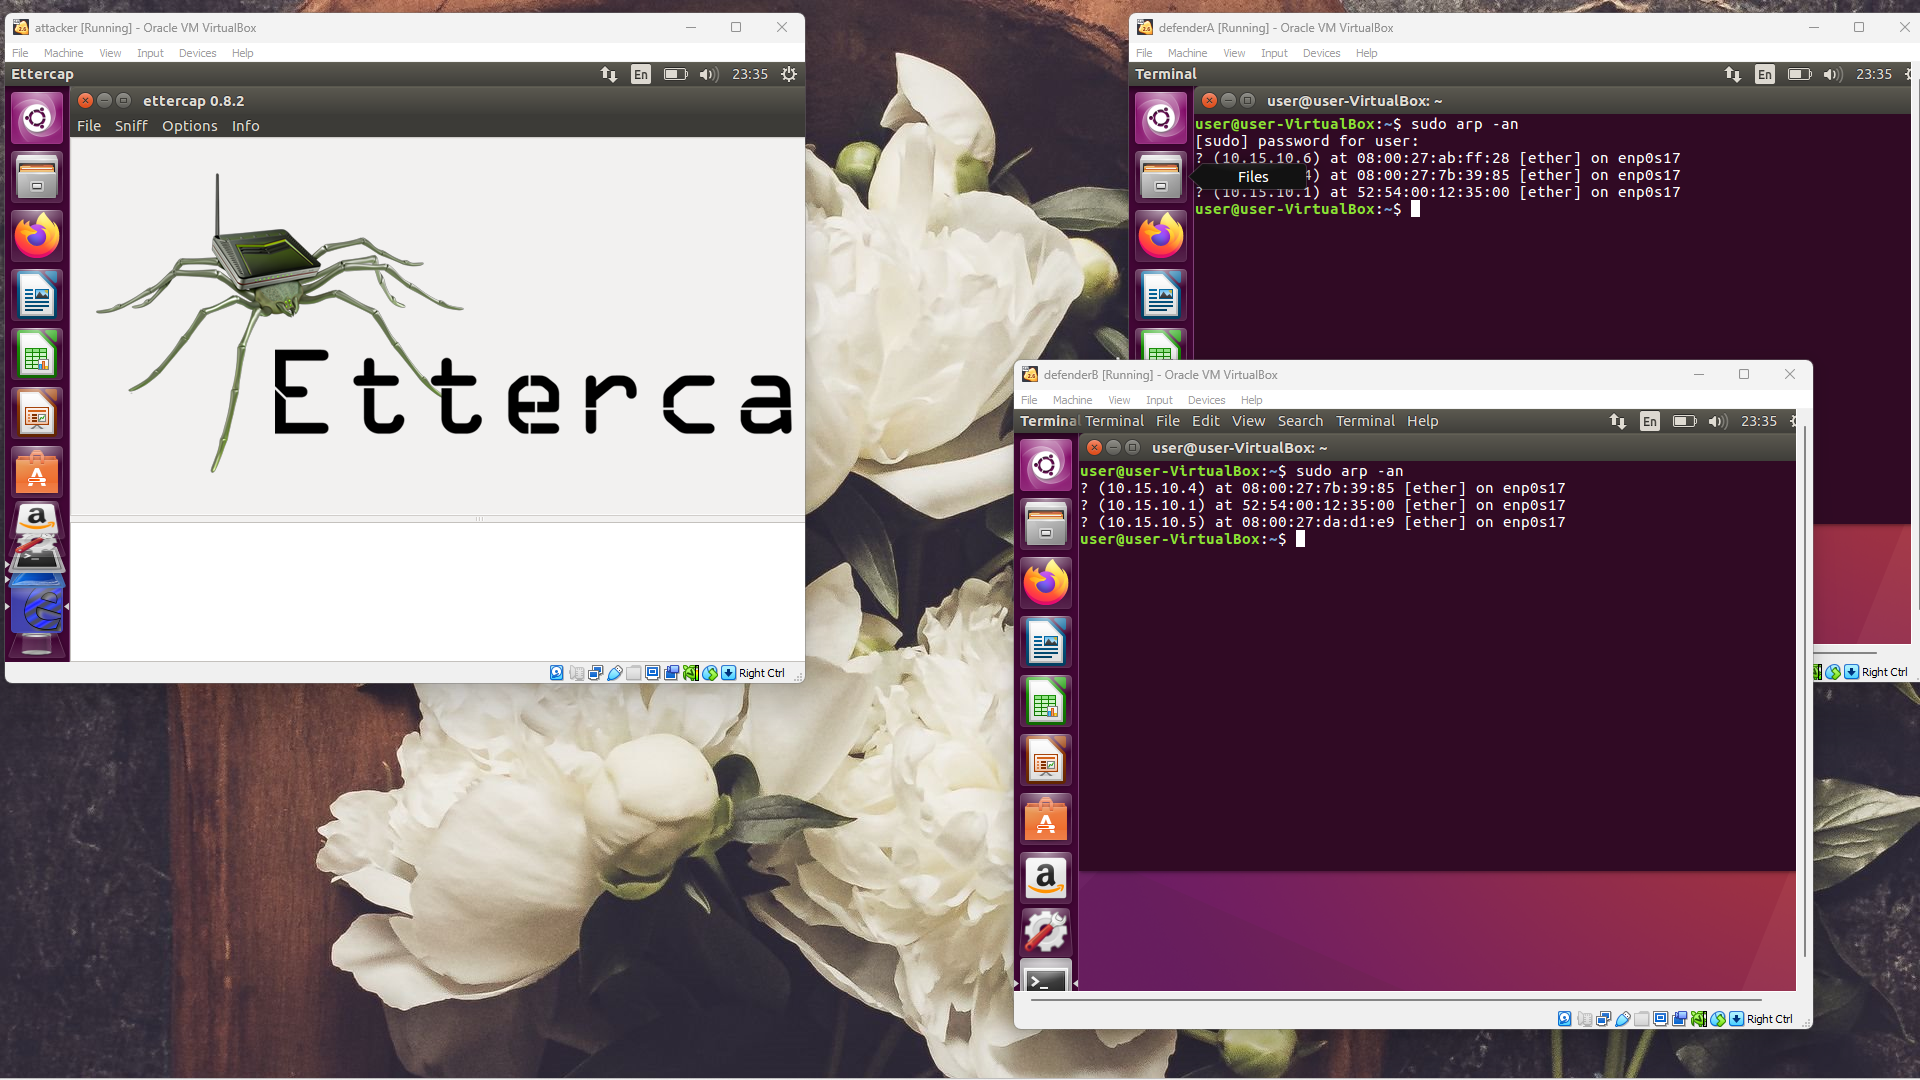 attacker [Running] - Oracle VM VirtualBox
File Machine View Input Devices Help
Ettercap
En 23:35
ettercap 0.8.2
File Sniff Options Info
Etterca
Right Ctrl
defenderA [Running] - Oracle VM VirtualBox
File Machine View Input Devices Help
Terminal
En 23:35
user@user-VirtualBox: ~
user@user-VirtualBox:~$ sudo arp -an
[sudo] password for user:
? (10.15.10.6) at 08:00:27:ab:ff:28 [ether] on enp0s17
Files
4) at 08:00:27:7b:39:85 [ether] on enp0s17
? (10.15.10.1) at 52:54:00:12:35:00 [ether] on enp0s17
user@user-VirtualBox:~$
Right Ctrl
defenderB [Running] - Oracle VM VirtualBox
File Machine View Input Devices Help
Termina Terminal File Edit View Search Terminal Help
En 23:35
user@user-VirtualBox: ~
user@user-VirtualBox:~$ sudo arp -an
? (10.15.10.4) at 08:00:27:7b:39:85 [ether] on enp0s17
? (10.15.10.1) at 52:54:00:12:35:00 [ether] on enp0s17
? (10.15.10.5) at 08:00:27:da:d1:e9 [ether] on enp0s17
user@user-VirtualBox:~$
Right Ctrl